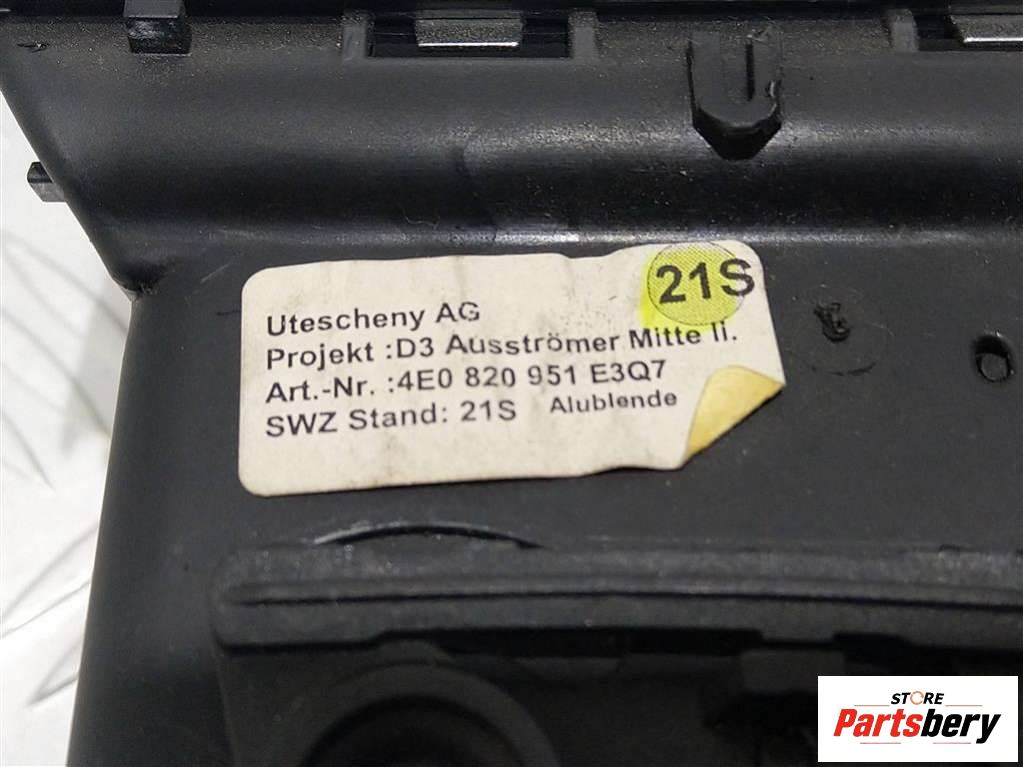 21S
Utescheny AG
Projekt :D3 Ausströmer Mitte li.
Art.-Nr. :4E0 820 951 E3Q7
SWZ Stand: 21S Alublende
STORE
Partsbery